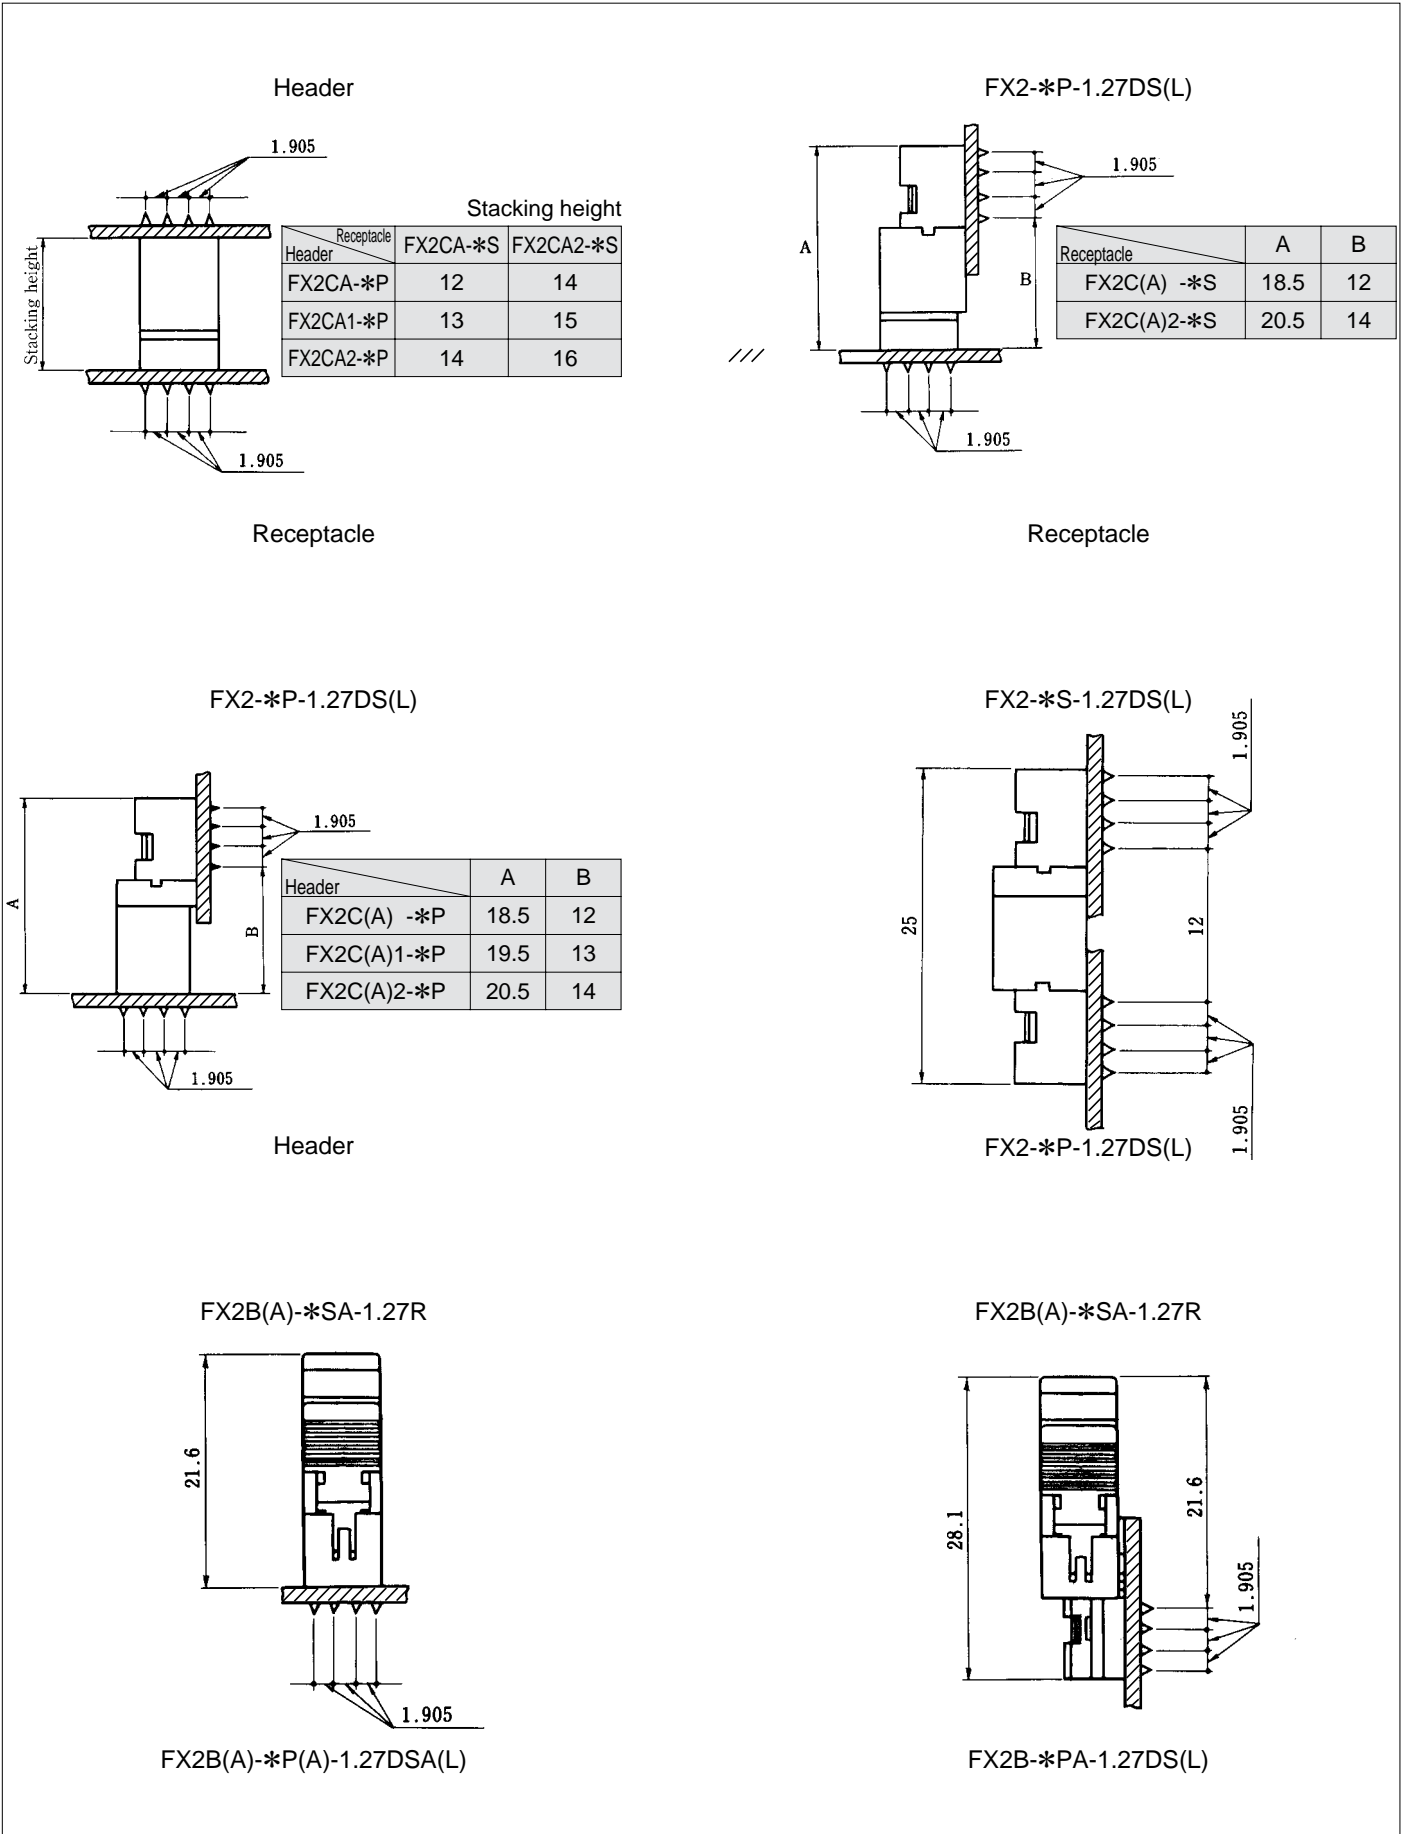 Header
1.905
Stacking height
Stacking height
Receptacle
Header
FX2CA-*S FX2CA2-*S
FX2CA-*P 12 14
FX2CA1-*P 13 15
FX2CA2-*P 14 16
1.905
Receptacle
FX2-*P-1.27DS(L)
1.905
A
B
Receptacle A B
FX2C(A) -*S 18.5 12
FX2C(A)2-*S 20.5 14
1.905
Receptacle
FX2-*P-1.27DS(L)
1.905
A
B
Header A B
FX2C(A) -*P 18.5 12
FX2C(A)1-*P 19.5 13
FX2C(A)2-*P 20.5 14
1.905
Header
FX2-*S-1.27DS(L)
1.905
25
12
1.905
FX2-*P-1.27DS(L)
FX2B(A)-*SA-1.27R
21.6
1.905
FX2B(A)-*P(A)-1.27DSA(L)
FX2B(A)-*SA-1.27R
28.1
21.6
1.905
FX2B-*PA-1.27DS(L)